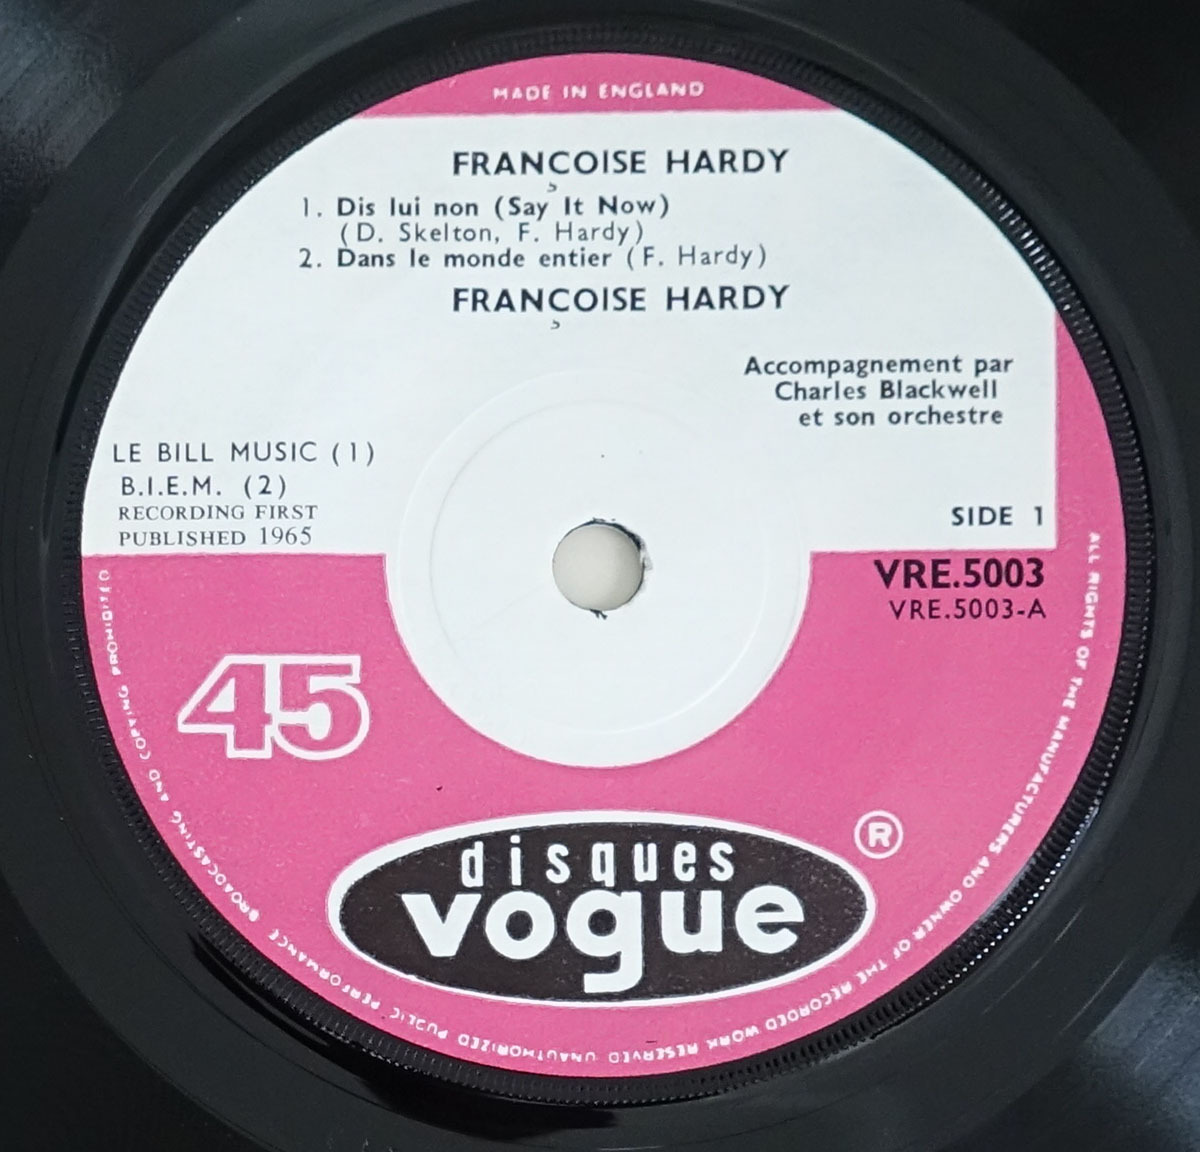 MADE IN ENGLAND
FRANÇOISE HARDY
1. Dis lui non (Say It Now)
(D. Skelton, F. Hardy)
2. Dans le monde entier (F. Hardy)
FRANÇOISE HARDY
Accompagnement par
Charles Blackwell
et son orchestre
LE BILL MUSIC (1)
B.I.E.M. (2)
RECORDING FIRST
PUBLISHED 1965
SIDE 1
VRE.5003
VRE.5003-A
45
disques
vogue
®
ALL RIGHTS OF THE MANUFACTURERS AND OWNER OF THE RECORDED WORK RESERVED UNAUTHORIZED PUBLIC PERFORMANCE BROADCASTING AND COPYING PROHIBITED